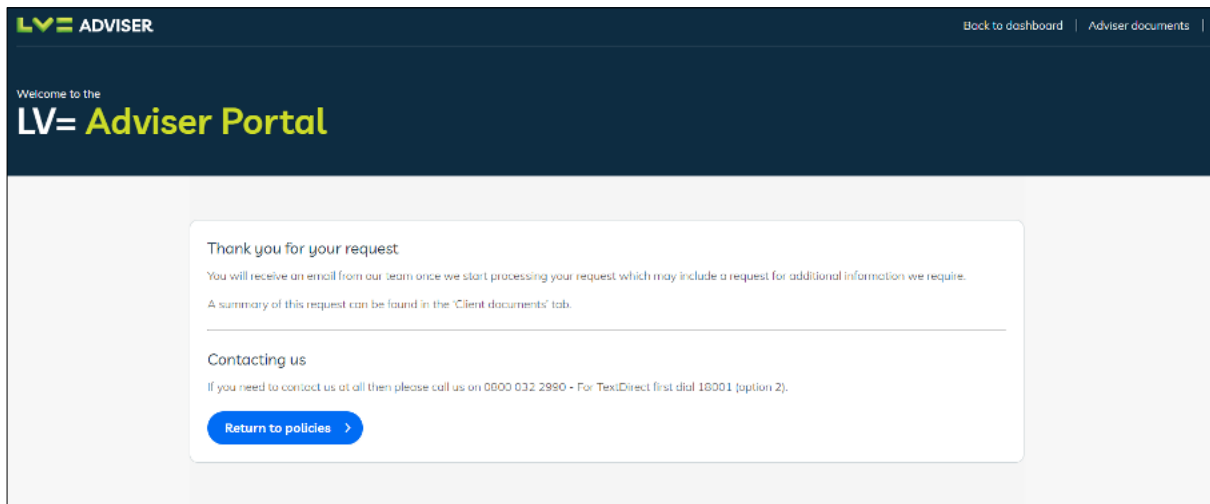 LV= ADVISER
Back to dashboard | Adviser documents |
Welcome to the
LV= Adviser Portal
Thank you for your request
You will receive an email from our team once we start processing your request which may include a request for additional information we require.
A summary of this request can be found in the 'Client documents' tab.
Contacting us
If you need to contact us at all then please call us on 0800 032 2990 - For TextDirect first dial 18001 (option 2).
Return to policies >